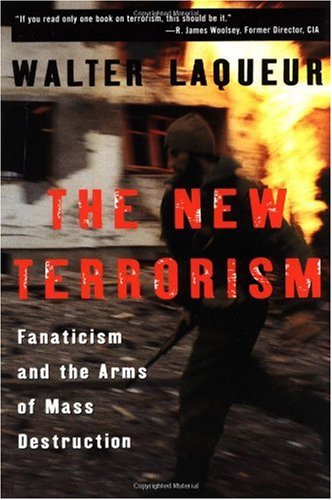 "If you read only one book on terrorism, this should be it."
—R. James Woolsey, Former Director, CIA
WALTER LAQUEUR
THE NEW
TERRORISM
Fanaticism
and the Arms
of Mass
Destruction